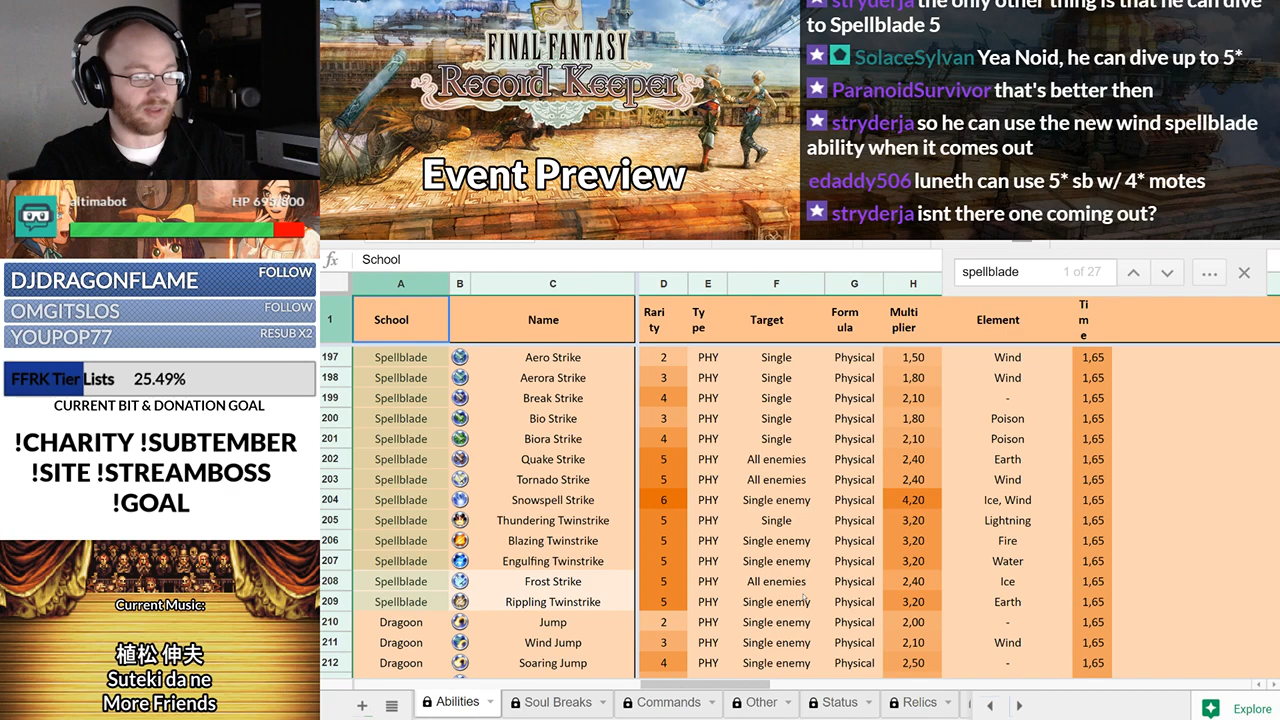 FINAL FANTASY
Record Keeper
Event Preview
stryderja the only other thing is that he can dive
to Spellblade 5
SolaceSylvan Yea Noid, he can dive up to 5*
ParanoidSurvivor that's better then
stryderja so he can use the new wind spellblade
ability when it comes out
edaddy506 luneth can use 5* sb w/ 4* motes
stryderja isnt there one coming out?
altimabot HP 695/800
DJDRAGONFLAME FOLLOW
OMGITSLOS FOLLOW
YOUPOP77 RESUB X2
FFRK Tier Lists 25.49%
CURRENT BIT & DONATION GOAL
!CHARITY !SUBTEMBER
!SITE !STREAMBOSS
!GOAL
Current Music:
植松 伸夫
Suteki da ne
More Friends
fx School
spellblade 1 of 27
A B C D E F G H
1 School Name Rari ty Ty pe Target Form ula Multi plier Element Ti m e
197 Spellblade Aero Strike 2 PHY Single Physical 1,50 Wind 1,65
198 Spellblade Aerora Strike 3 PHY Single Physical 1,80 Wind 1,65
199 Spellblade Break Strike 4 PHY Single Physical 2,10 - 1,65
200 Spellblade Bio Strike 3 PHY Single Physical 1,80 Poison 1,65
201 Spellblade Biora Strike 4 PHY Single Physical 2,10 Poison 1,65
202 Spellblade Quake Strike 5 PHY All enemies Physical 2,40 Earth 1,65
203 Spellblade Tornado Strike 5 PHY All enemies Physical 2,40 Wind 1,65
204 Spellblade Snowspell Strike 6 PHY Single enemy Physical 4,20 Ice, Wind 1,65
205 Spellblade Thundering Twinstrike 5 PHY Single Physical 3,20 Lightning 1,65
206 Spellblade Blazing Twinstrike 5 PHY Single enemy Physical 3,20 Fire 1,65
207 Spellblade Engulfing Twinstrike 5 PHY Single enemy Physical 3,20 Water 1,65
208 Spellblade Frost Strike 5 PHY All enemies Physical 2,40 Ice 1,65
209 Spellblade Rippling Twinstrike 5 PHY Single enemy Physical 3,20 Earth 1,65
210 Dragoon Jump 2 PHY Single enemy Physical 2,00 - 1,65
211 Dragoon Wind Jump 3 PHY Single enemy Physical 2,10 Wind 1,65
212 Dragoon Soaring Jump 4 PHY Single enemy Physical 2,50 - 1,65
Abilities Soul Breaks Commands Other Status Relics
Explore